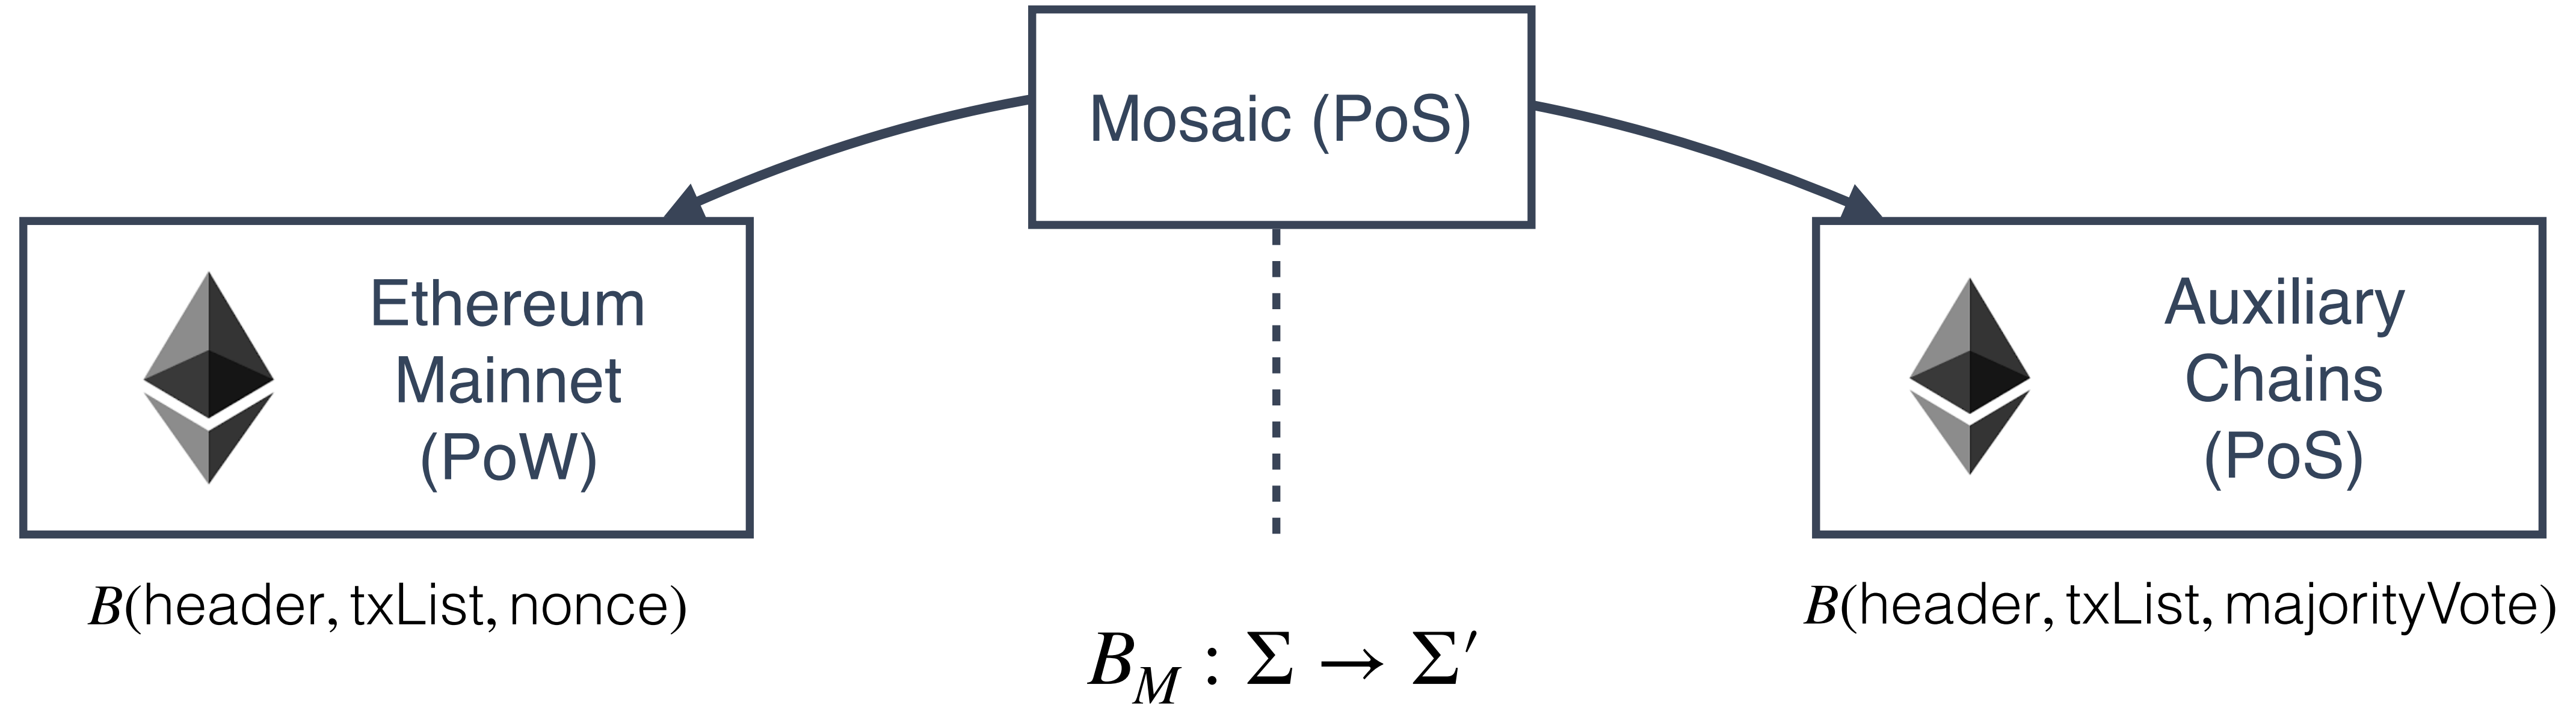 Mosaic (PoS)
Ethereum
Mainnet
(PoW)
Auxiliary
Chains
(PoS)
B(header, txList, nonce)
B(header, txList, majorityVote)
B_M : Σ → Σ′